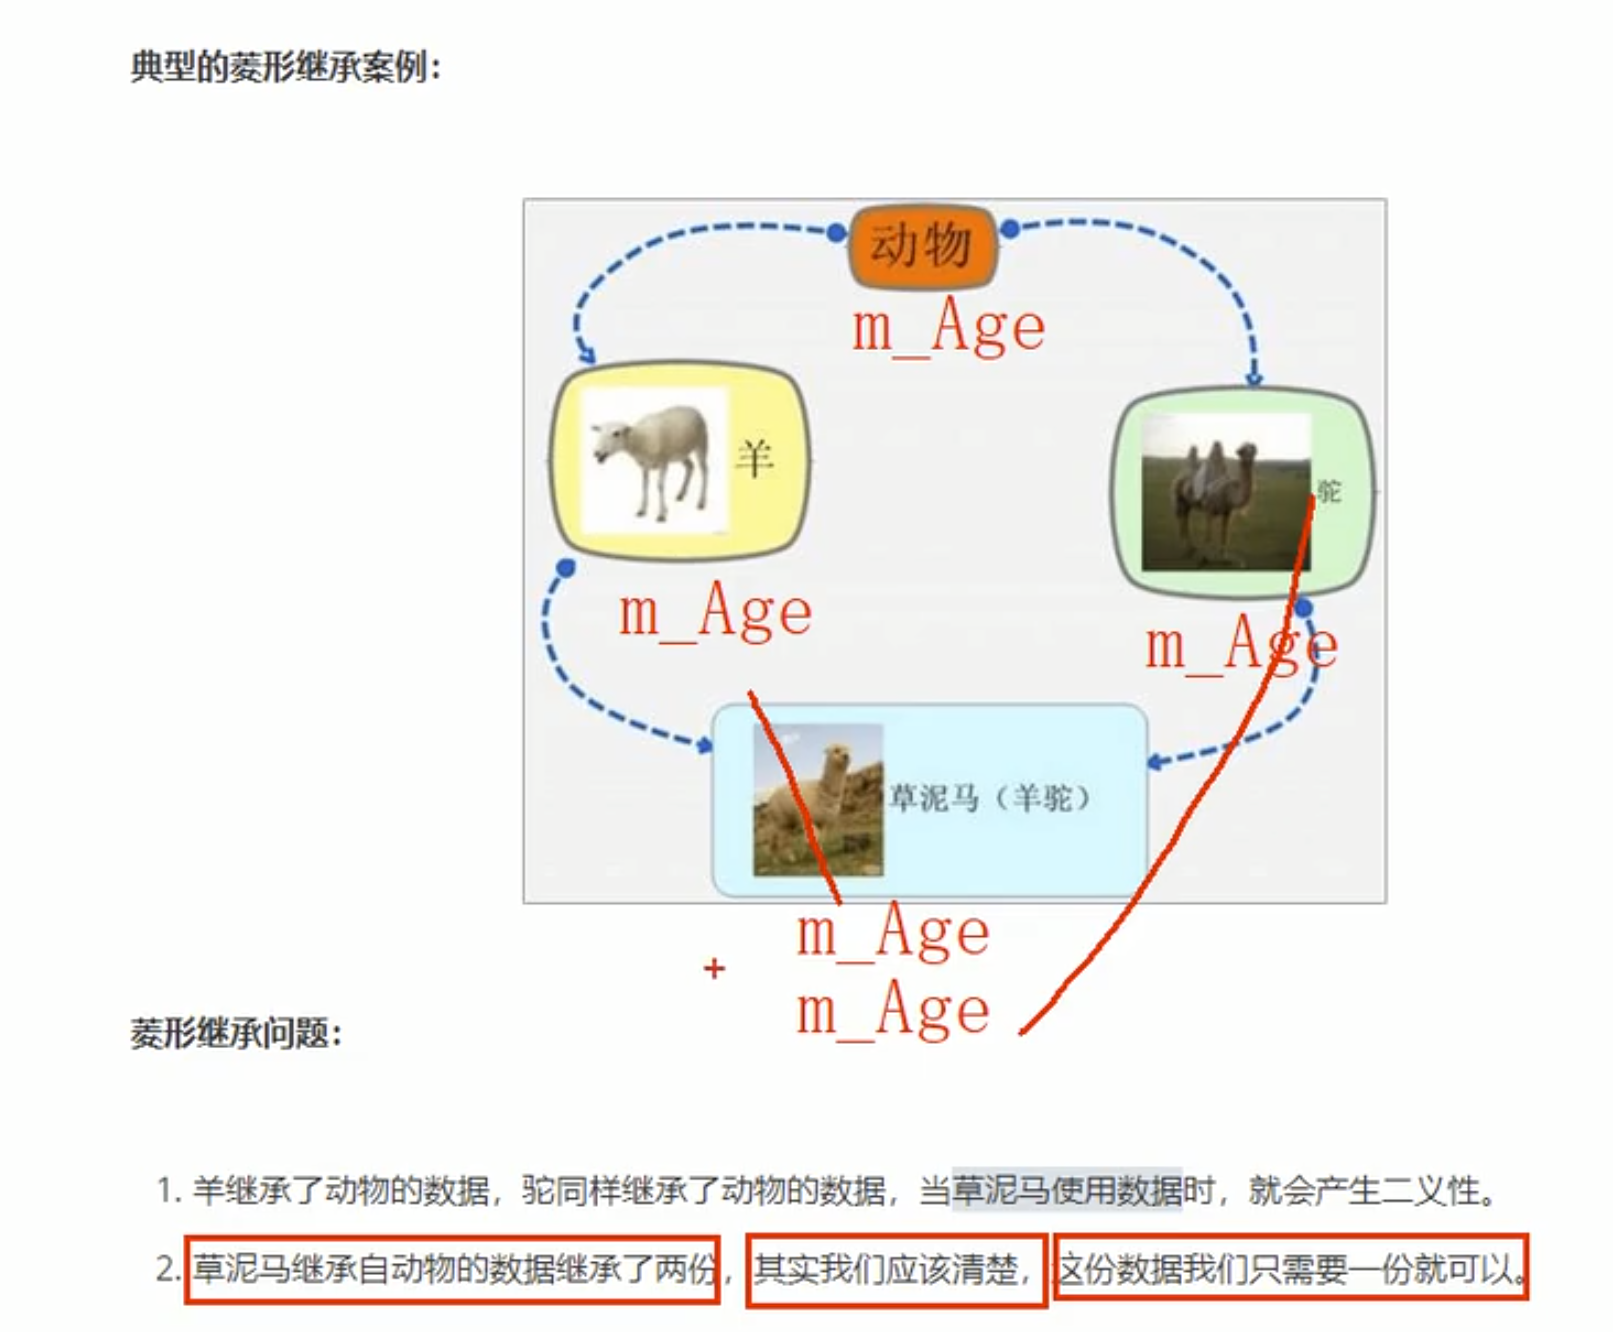 典型的菱形继承案例：
动物
m_Age
羊
驼
m_Age
m_Age
草泥马（羊驼）
m_Age
m_Age
菱形继承问题：
1. 羊继承了动物的数据，驼同样继承了动物的数据，当草泥马使用数据时，就会产生二义性。
2. 草泥马继承自动物的数据继承了两份，其实我们应该清楚，这份数据我们只需要一份就可以。